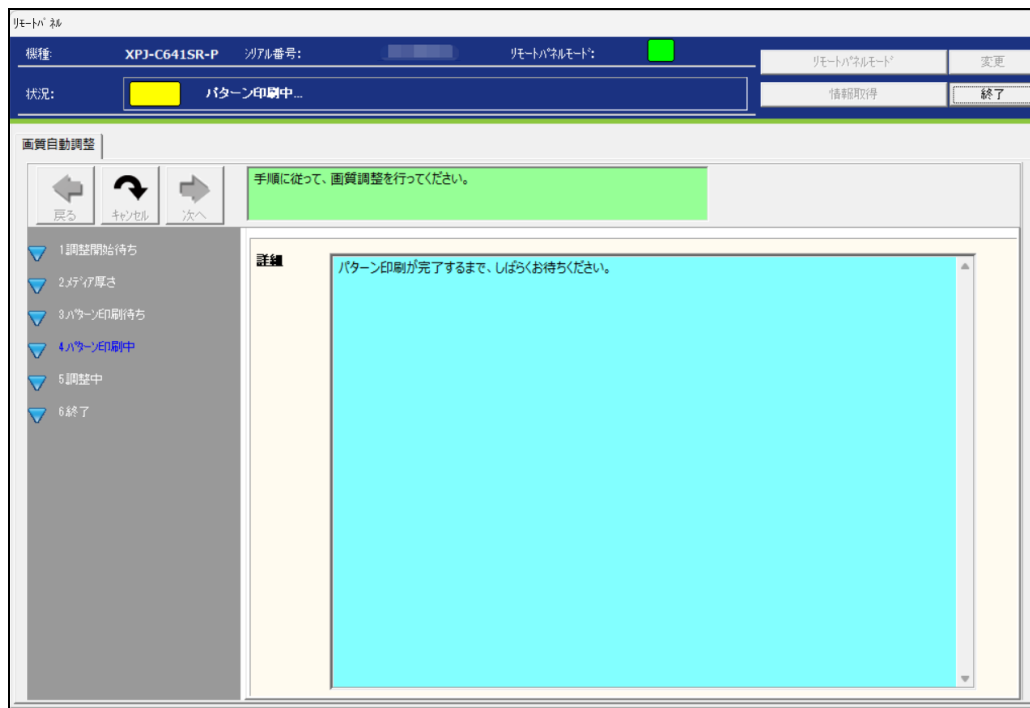 ﾘﾓｰﾄﾊﾟﾈﾙ
機種: XPJ-C641SR-P ｼﾘｱﾙ番号: ﾘﾓｰﾄﾊﾟﾈﾙﾓｰﾄﾞ: ﾘﾓｰﾄﾊﾟﾈﾙﾓｰﾄﾞ 変更
状況: パターン印刷中... 情報取得 終了
画質自動調整
戻る ｷｬﾝｾﾙ 次へ
手順に従って、画質調整を行ってください。
1.調整開始待ち
2.ﾒﾃﾞｨｱ厚さ
3.ﾊﾟﾀｰﾝ印刷待ち
4.ﾊﾟﾀｰﾝ印刷中
5.調整中
6.終了
詳細
パターン印刷が完了するまで、しばらくお待ちください。